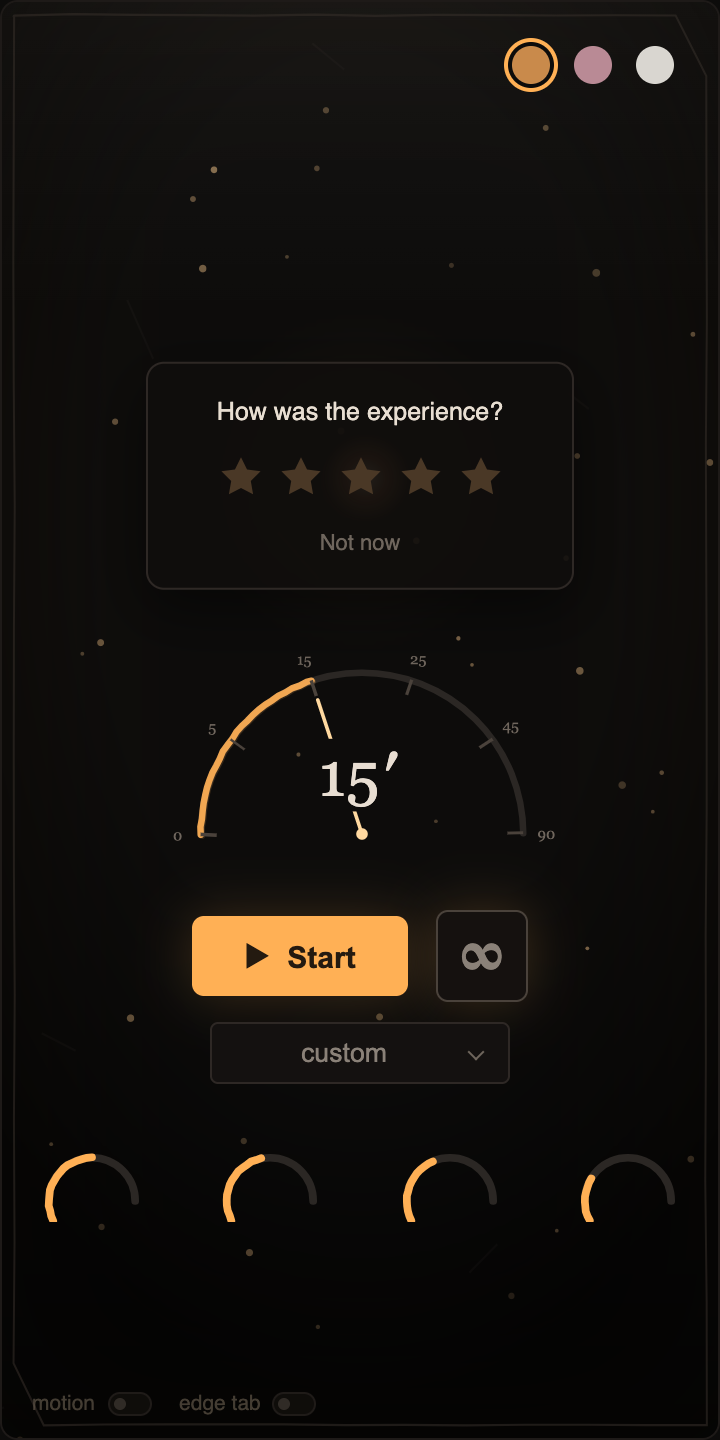 How was the experience?
Not now
15 25
5 45
15′
0 90
Start ∞
custom
motion edge tab